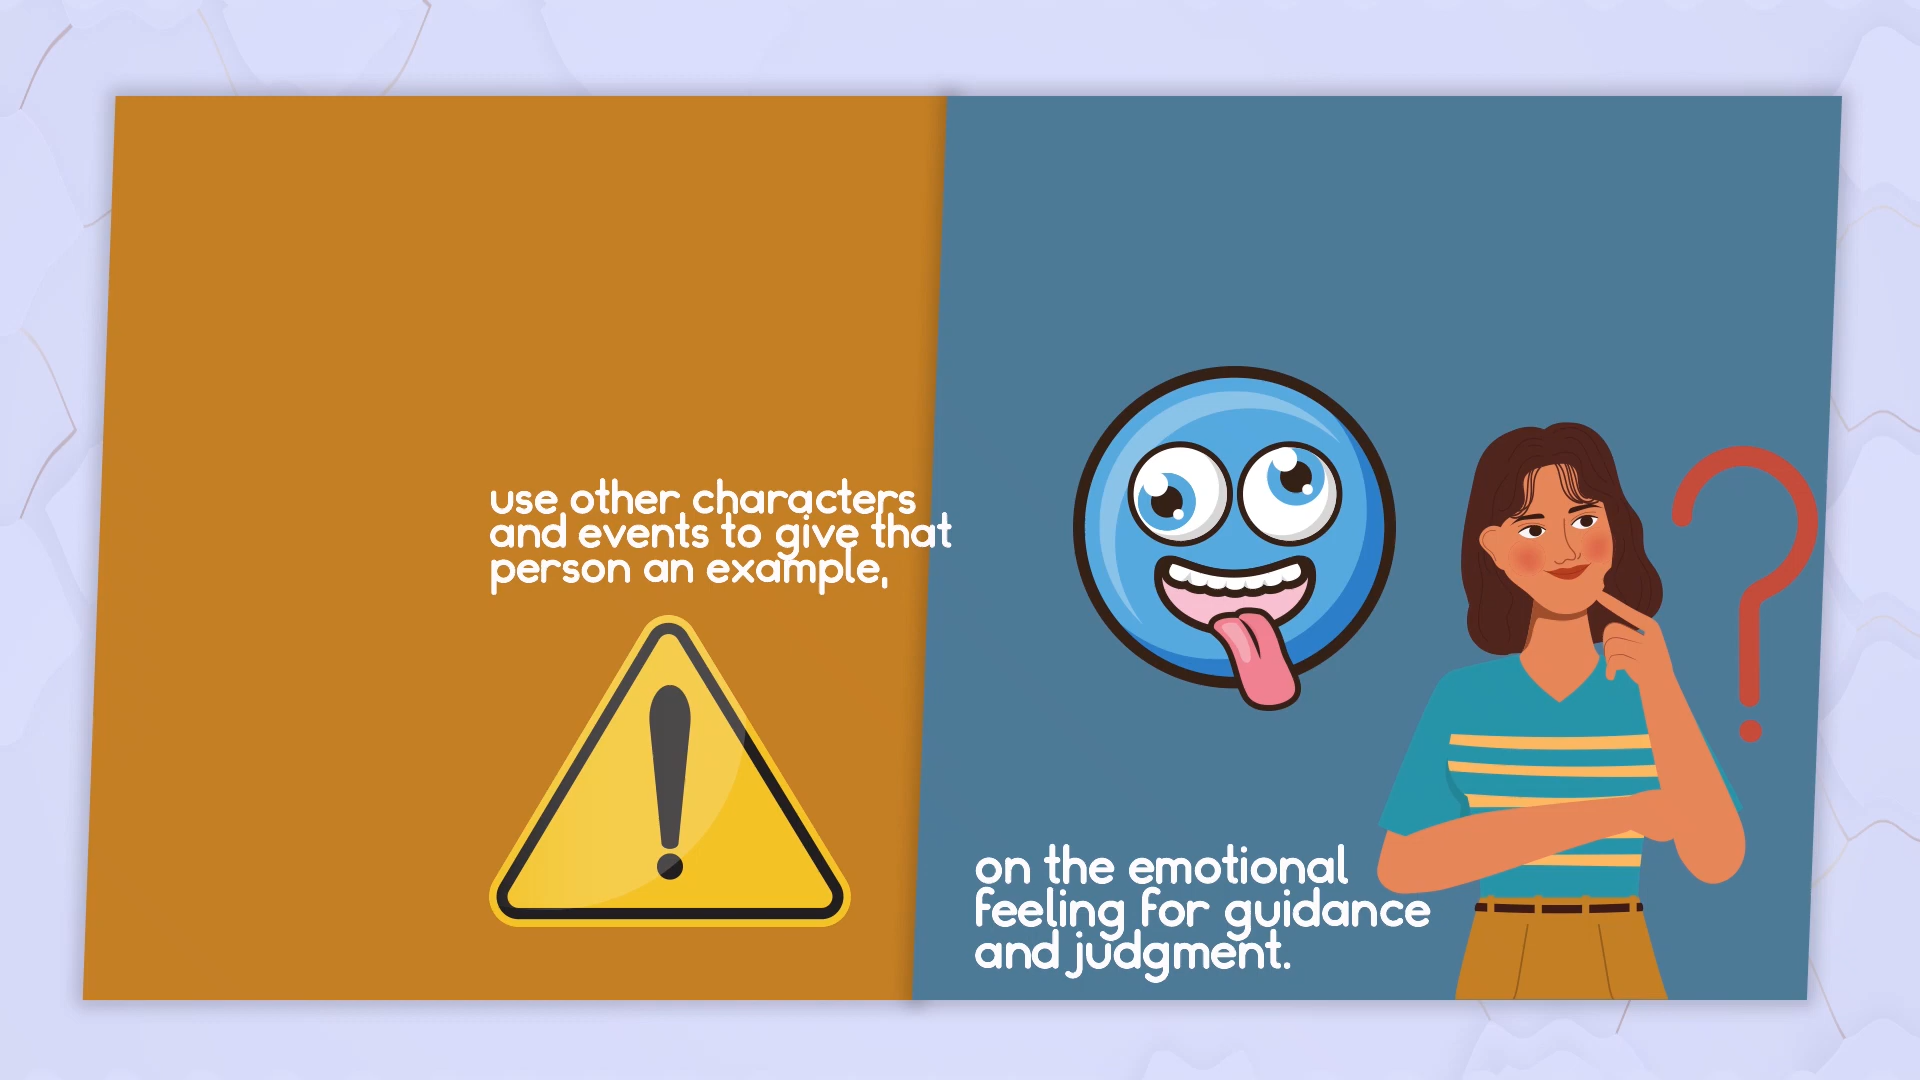 use other characters
and events to give that
person an example,
on the emotional
feeling for guidance
and judgment.